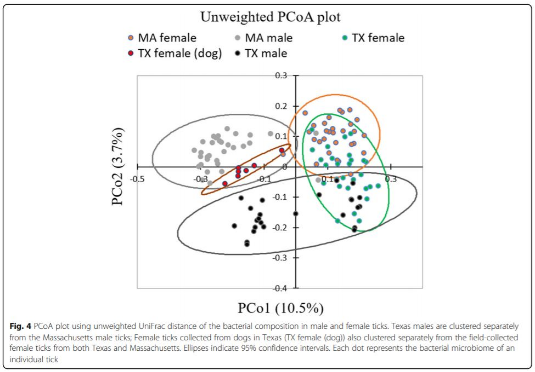 Unweighted PCoA plot
MA female MA male TX female
TX female (dog) TX male
0.3
0.2
0.1
0
-0.5 -0.3 -0.1 0.1 0.3
-0.1
-0.2
-0.3
-0.4
PCo2 (3.7%)
PCo1 (10.5%)
Fig. 4 PCoA plot using unweighted UniFrac distance of the bacterial composition in male and female ticks. Texas males are clustered separately
from the Massachusetts male ticks; Female ticks collected from dogs in Texas (TX female (dog)) also clustered separately from the field-collected
female ticks from both Texas and Massachusetts. Ellipses indicate 95% confidence intervals. Each dot represents the bacterial microbiome of an
individual tick